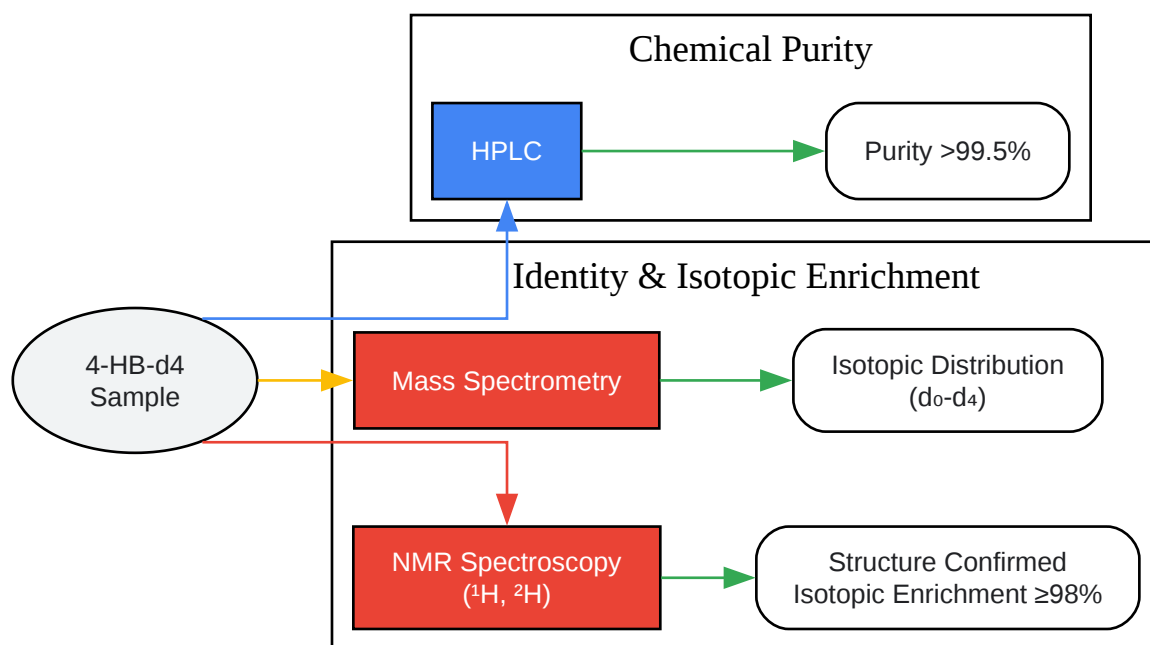 Chemical Purity
HPLC
Purity >99.5%
Identity & Isotopic Enrichment
4-HB-d4
Sample
Mass Spectrometry
Isotopic Distribution
(d₀-d₄)
NMR Spectroscopy
(¹H, ²H)
Structure Confirmed
Isotopic Enrichment ≥98%